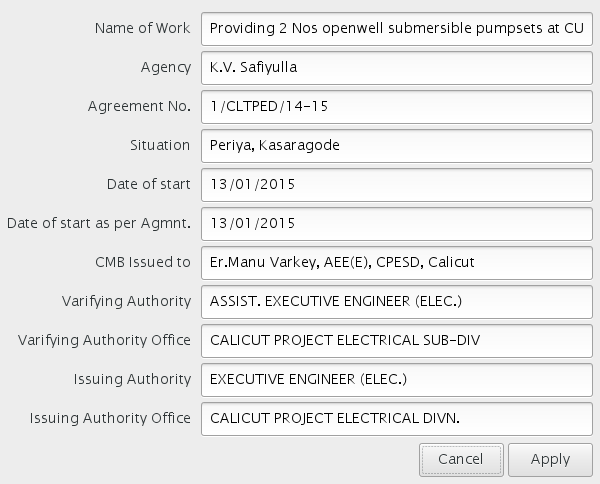 Name of Work Providing 2 Nos openwell submersible pumpsets at CU
Agency K.V. Safiyulla
Agreement No. 1/CLTPED/14-15
Situation Periya, Kasaragode
Date of start 13/01/2015
Date of start as per Agmnt. 13/01/2015
CMB Issued to Er.Manu Varkey, AEE(E), CPESD, Calicut
Varifying Authority ASSIST. EXECUTIVE ENGINEER (ELEC.)
Varifying Authority Office CALICUT PROJECT ELECTRICAL SUB-DIV
Issuing Authority EXECUTIVE ENGINEER (ELEC.)
Issuing Authority Office CALICUT PROJECT ELECTRICAL DIVN.
Cancel Apply